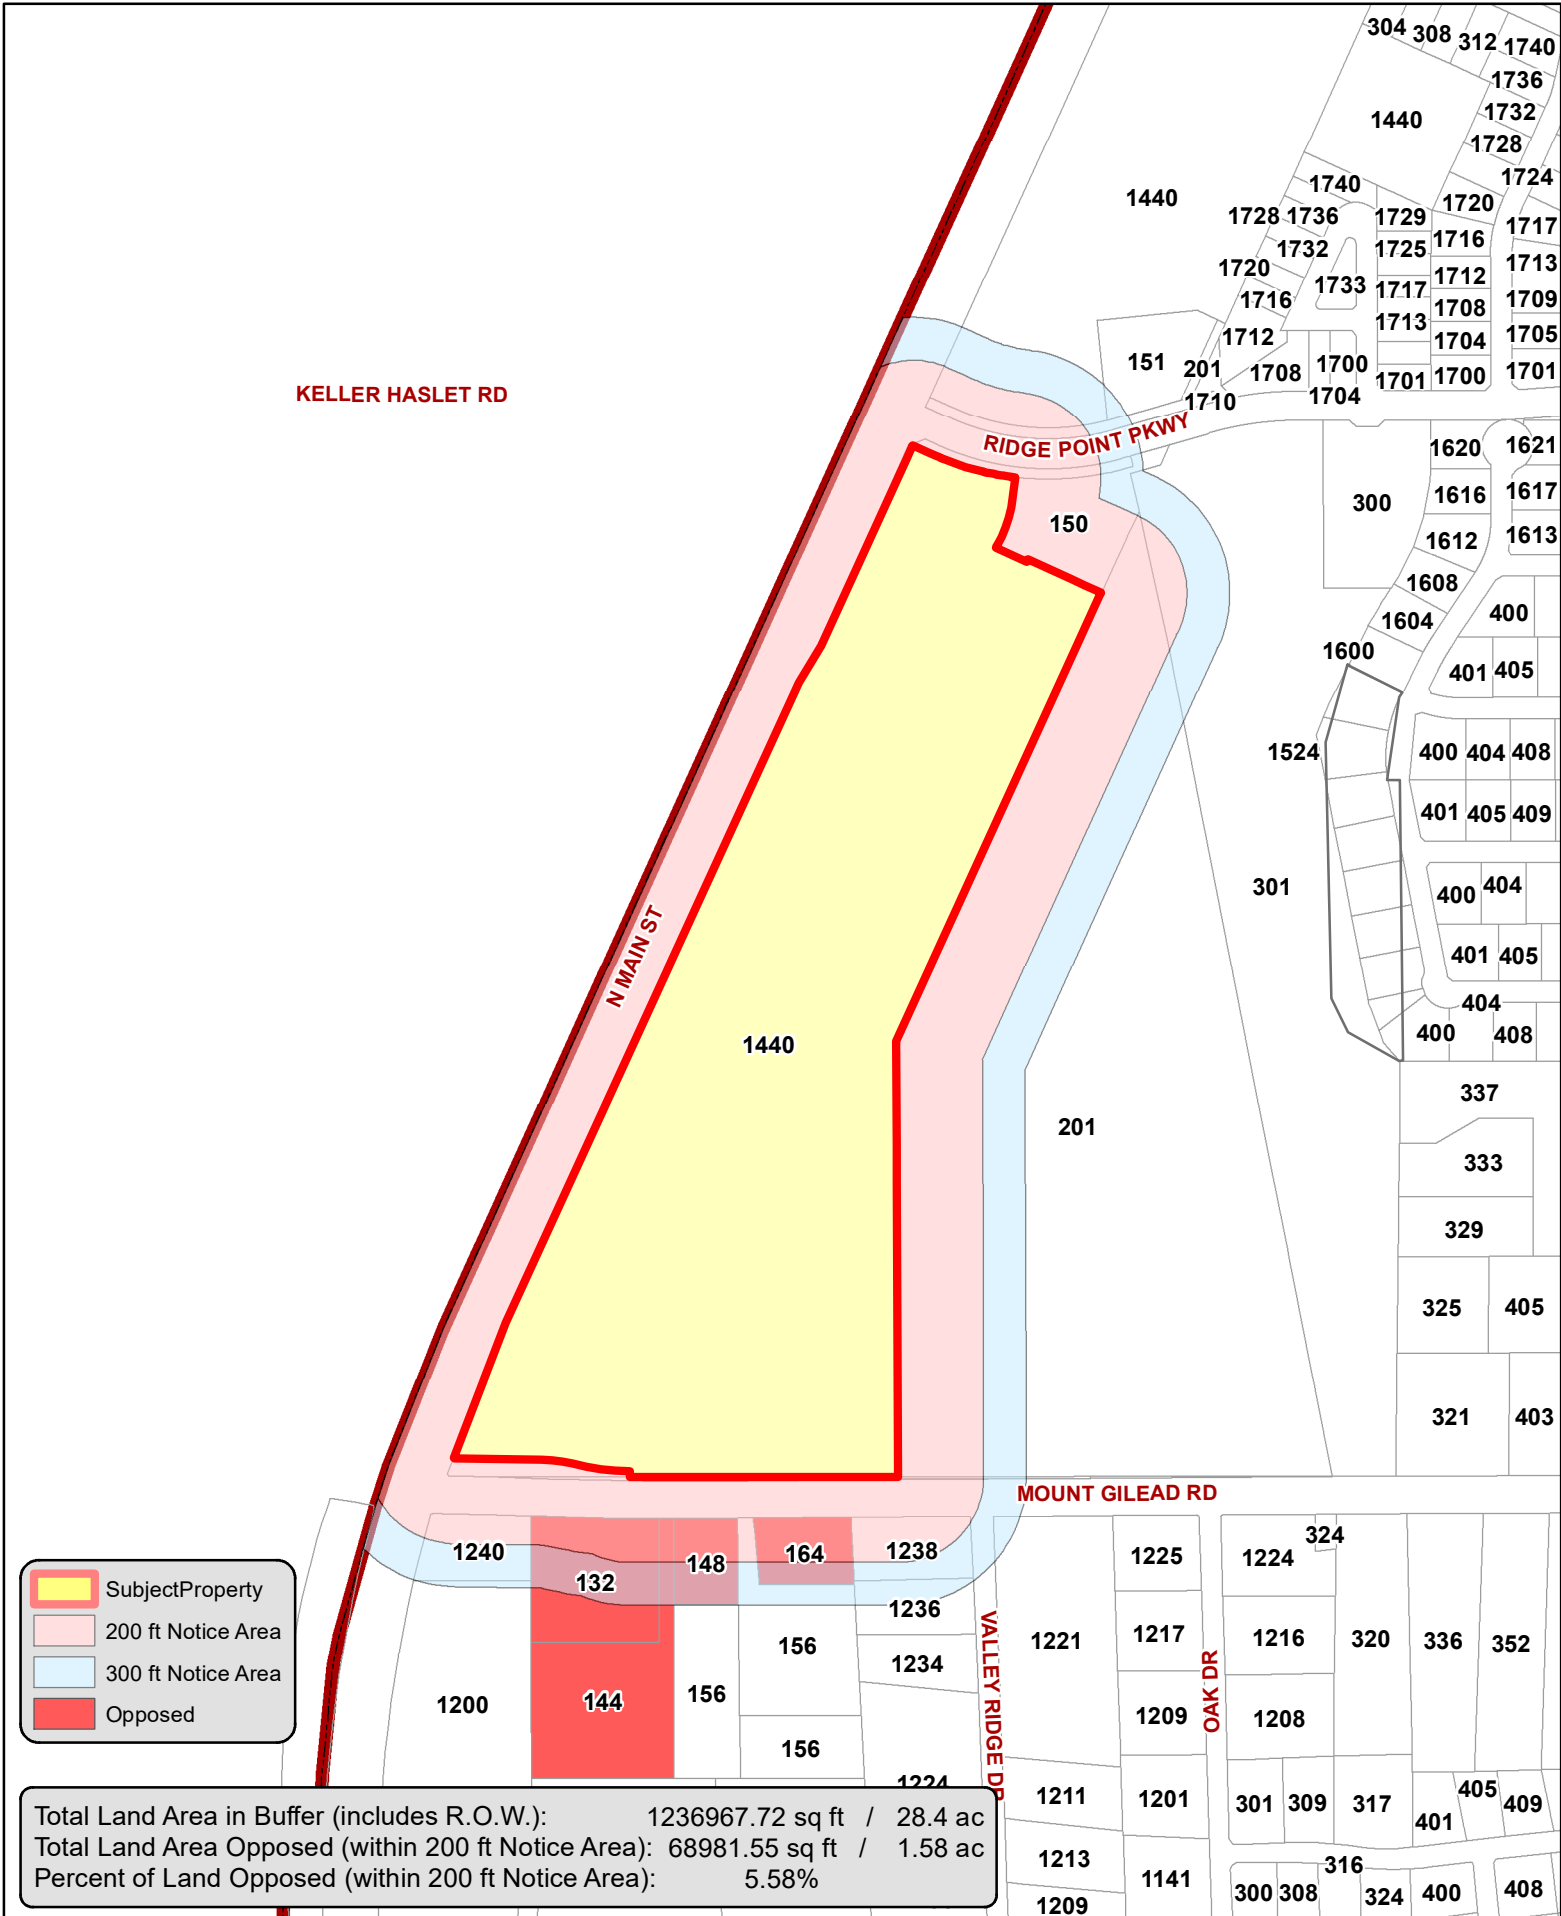 304 308 312 1740
1736
1440 1732
1728
1740 1724
1440 1720
1728 1736 1729 1717
1732 1725 1716
1720 1733 1712 1713
1716 1717 1708 1709
1712 1713 1704 1705
151 201 1708 1700 1701 1700 1701
1710 1704
KELLER HASLET RD
RIDGE POINT PKWY
1620 1621
300 1616 1617
150 1612 1613
1608
1604 400
1600 401 405
1524 400 404 408
401 405 409
301 400 404
N MAIN ST 401 405
404
1440 400 408
337
201
333
329
325 405
321 403
MOUNT GILEAD RD
1240 132 148 164 1238 1225 1224 324
1236
156 1234 1221 1217 1216 320 336 352
1200 144 156 VALLEY RIDGE DR 1209 OAK DR 1208
156
1224 1211 1201 301 309 317 401 405 409
1213 1141 316
1209 300 308 324 400 408
SubjectProperty
200 ft Notice Area
300 ft Notice Area
Opposed
Total Land Area in Buffer (includes R.O.W.): 1236967.72 sq ft / 28.4 ac
Total Land Area Opposed (within 200 ft Notice Area): 68981.55 sq ft / 1.58 ac
Percent of Land Opposed (within 200 ft Notice Area): 5.58%